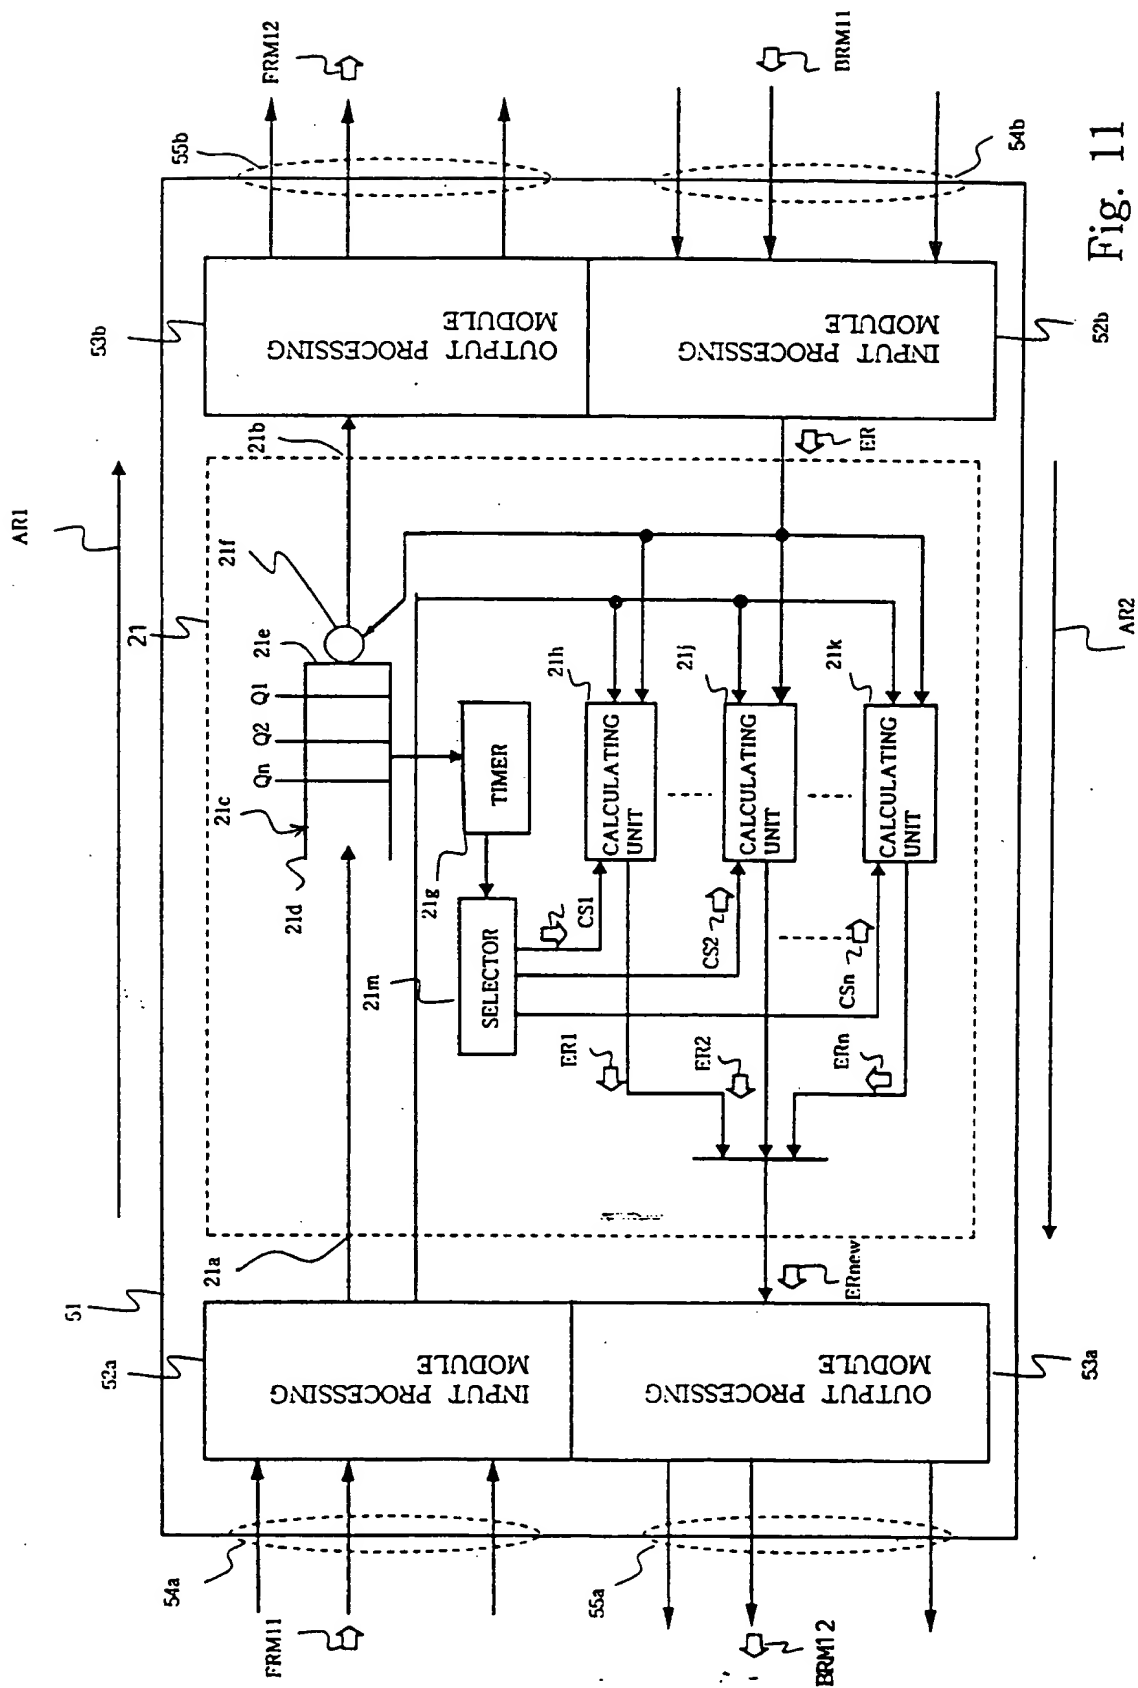 AR1
51
21
FRM11
54a
52a
INPUT PROCESSING
MODULE
21a
21d
21c
Qn
Q2
Q1
21e
21f
21b
53b
OUTPUT PROCESSING
MODULE
55b
FRM12
21m
SELECTOR
21g
TIMER
CS1
21h
CALCULATING
UNIT
CS2
21j
CALCULATING
UNIT
CSn
21k
CALCULATING
UNIT
ER1
ER2
ERn
ERnew
ER
OUTPUT PROCESSING
MODULE
53a
55a
BRM12
INPUT PROCESSING
MODULE
52b
54b
BRM11
AR2
Fig. 11